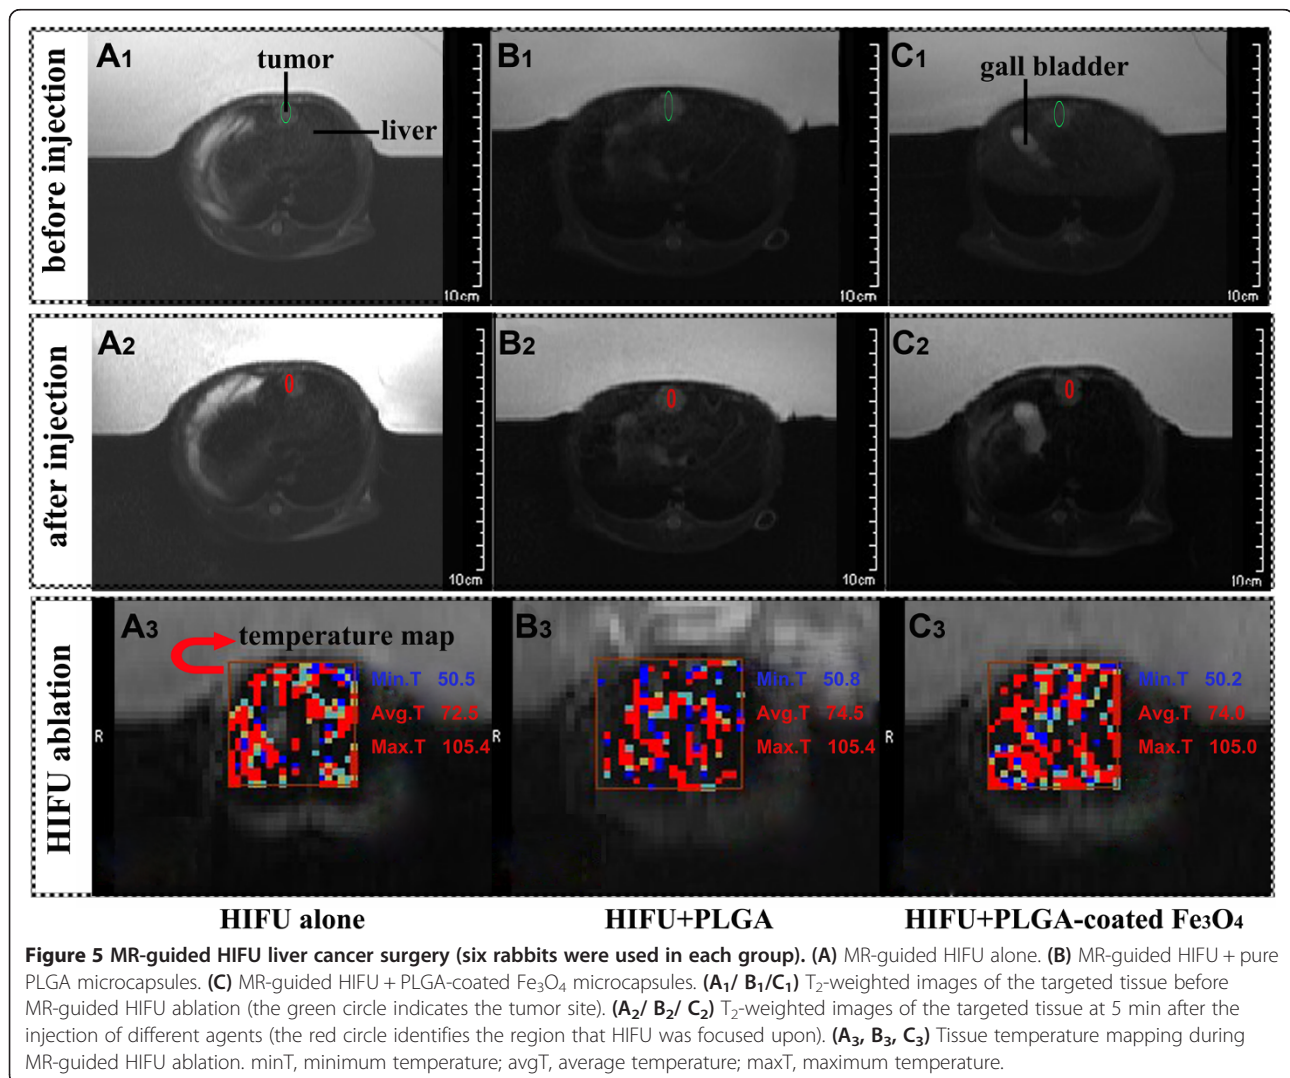 before injection
A1
tumor
liver
10cm
B1
10cm
C1
gall bladder
10cm
after injection
A2
10cm
B2
10cm
C2
10cm
HIFU ablation
A3
temperature map
Min.T 50.5
Avg.T 72.5
Max.T 105.4
R
B3
Min.T 50.8
Avg.T 74.5
Max.T 105.4
R
C3
Min.T 50.2
Avg.T 74.0
Max.T 105.0
R
HIFU alone
HIFU+PLGA
HIFU+PLGA-coated Fe₃O₄
Figure 5 MR-guided HIFU liver cancer surgery (six rabbits were used in each group). (A) MR-guided HIFU alone. (B) MR-guided HIFU + pure
PLGA microcapsules. (C) MR-guided HIFU + PLGA-coated Fe₃O₄ microcapsules. (A₁/ B₁/C₁) T₂-weighted images of the targeted tissue before
MR-guided HIFU ablation (the green circle indicates the tumor site). (A₂/ B₂/ C₂) T₂-weighted images of the targeted tissue at 5 min after the
injection of different agents (the red circle identifies the region that HIFU was focused upon). (A₃, B₃, C₃) Tissue temperature mapping during
MR-guided HIFU ablation. minT, minimum temperature; avgT, average temperature; maxT, maximum temperature.